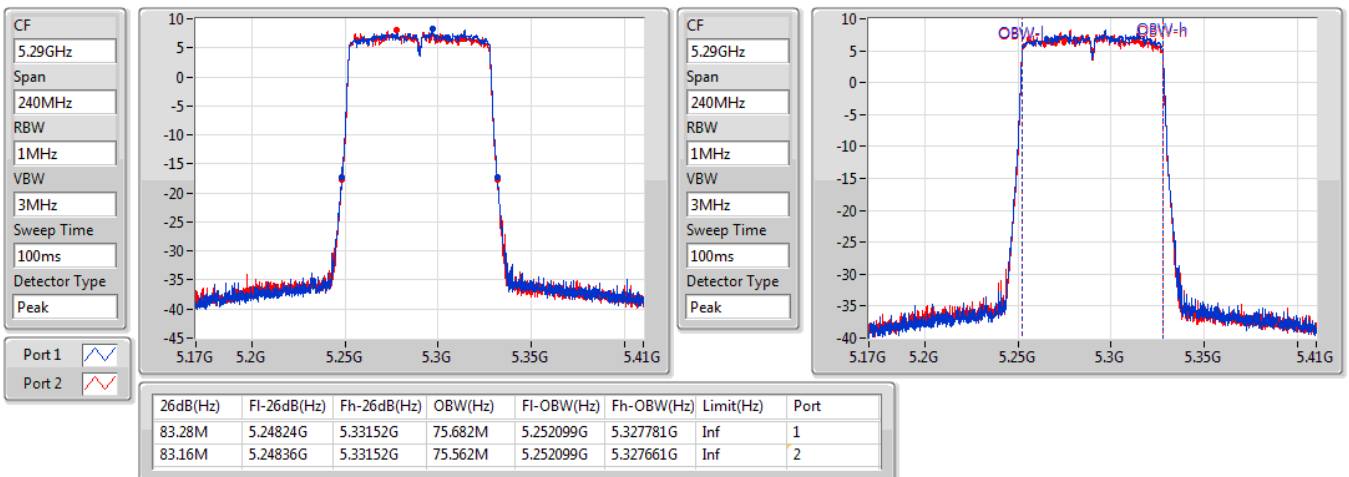 CF
5.29GHz
Span
240MHz
RBW
1MHz
VBW
3MHz
Sweep Time
100ms
Detector Type
Peak
10
5
0
-5
-10
-15
-20
-25
-30
-35
-40
-45
5.17G 5.2G 5.25G 5.3G 5.35G 5.41G
CF
5.29GHz
Span
240MHz
RBW
1MHz
VBW
3MHz
Sweep Time
100ms
Detector Type
Peak
OBW-l OBW-h
10
5
0
-5
-10
-15
-20
-25
-30
-35
-40
5.17G 5.2G 5.25G 5.3G 5.35G 5.41G
Port 1
Port 2
26dB(Hz) Fl-26dB(Hz) Fh-26dB(Hz) OBW(Hz) Fl-OBW(Hz) Fh-OBW(Hz) Limit(Hz) Port
83.28M 5.24824G 5.33152G 75.682M 5.252099G 5.327781G Inf 1
83.16M 5.24836G 5.33152G 75.562M 5.252099G 5.327661G Inf 2